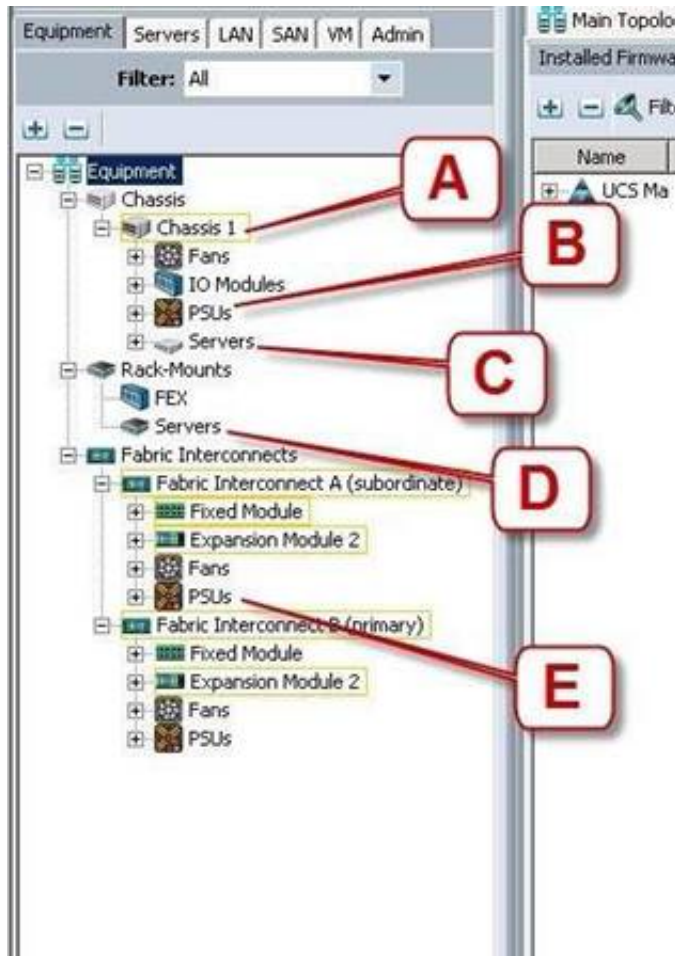 Equipment Servers LAN SAN VM Admin
Filter: All
Equipment
Chassis
Chassis 1
Fans
IO Modules
PSUs
Servers
Rack-Mounts
FEX
Servers
Fabric Interconnects
Fabric Interconnect A (subordinate)
Fixed Module
Expansion Module 2
Fans
PSUs
Fabric Interconnect B (primary)
Fixed Module
Expansion Module 2
Fans
PSUs
A
B
C
D
E
Main Topolo
Installed Firmwa
Filt
Name
UCS Ma